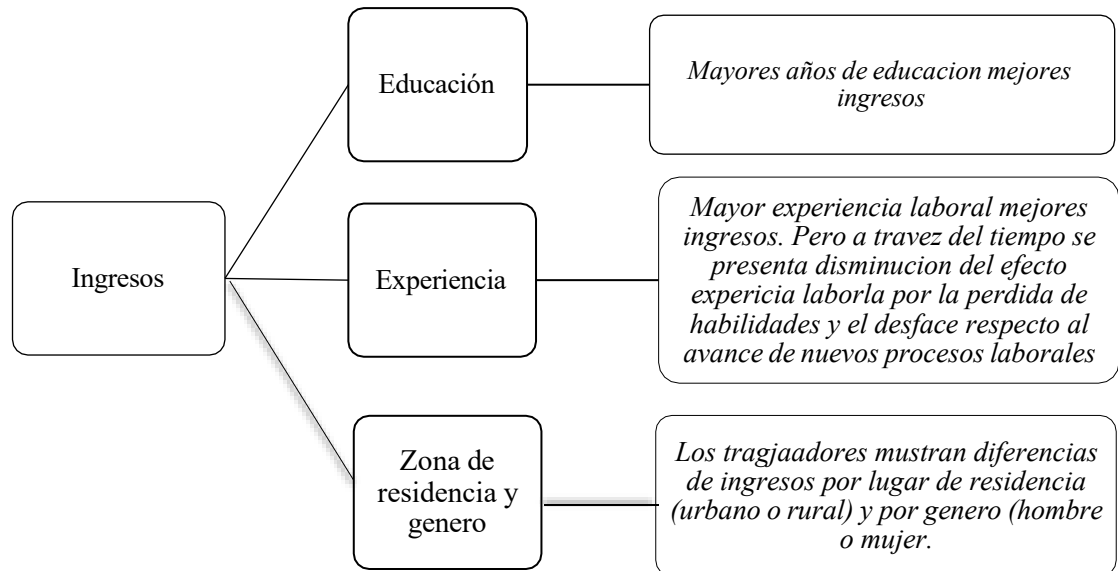 Educación
Mayores años de educacion mejores
ingresos
Ingresos
Experiencia
Mayor experiencia laboral mejores
ingresos. Pero a travez del tiempo se
presenta disminucion del efecto
expericia laborla por la perdida de
habilidades y el desface respecto al
avance de nuevos procesos laborales
Zona de
residencia y
genero
Los tragjaadores mustran diferencias
de ingresos por lugar de residencia
(urbano o rural) y por genero (hombre
o mujer.